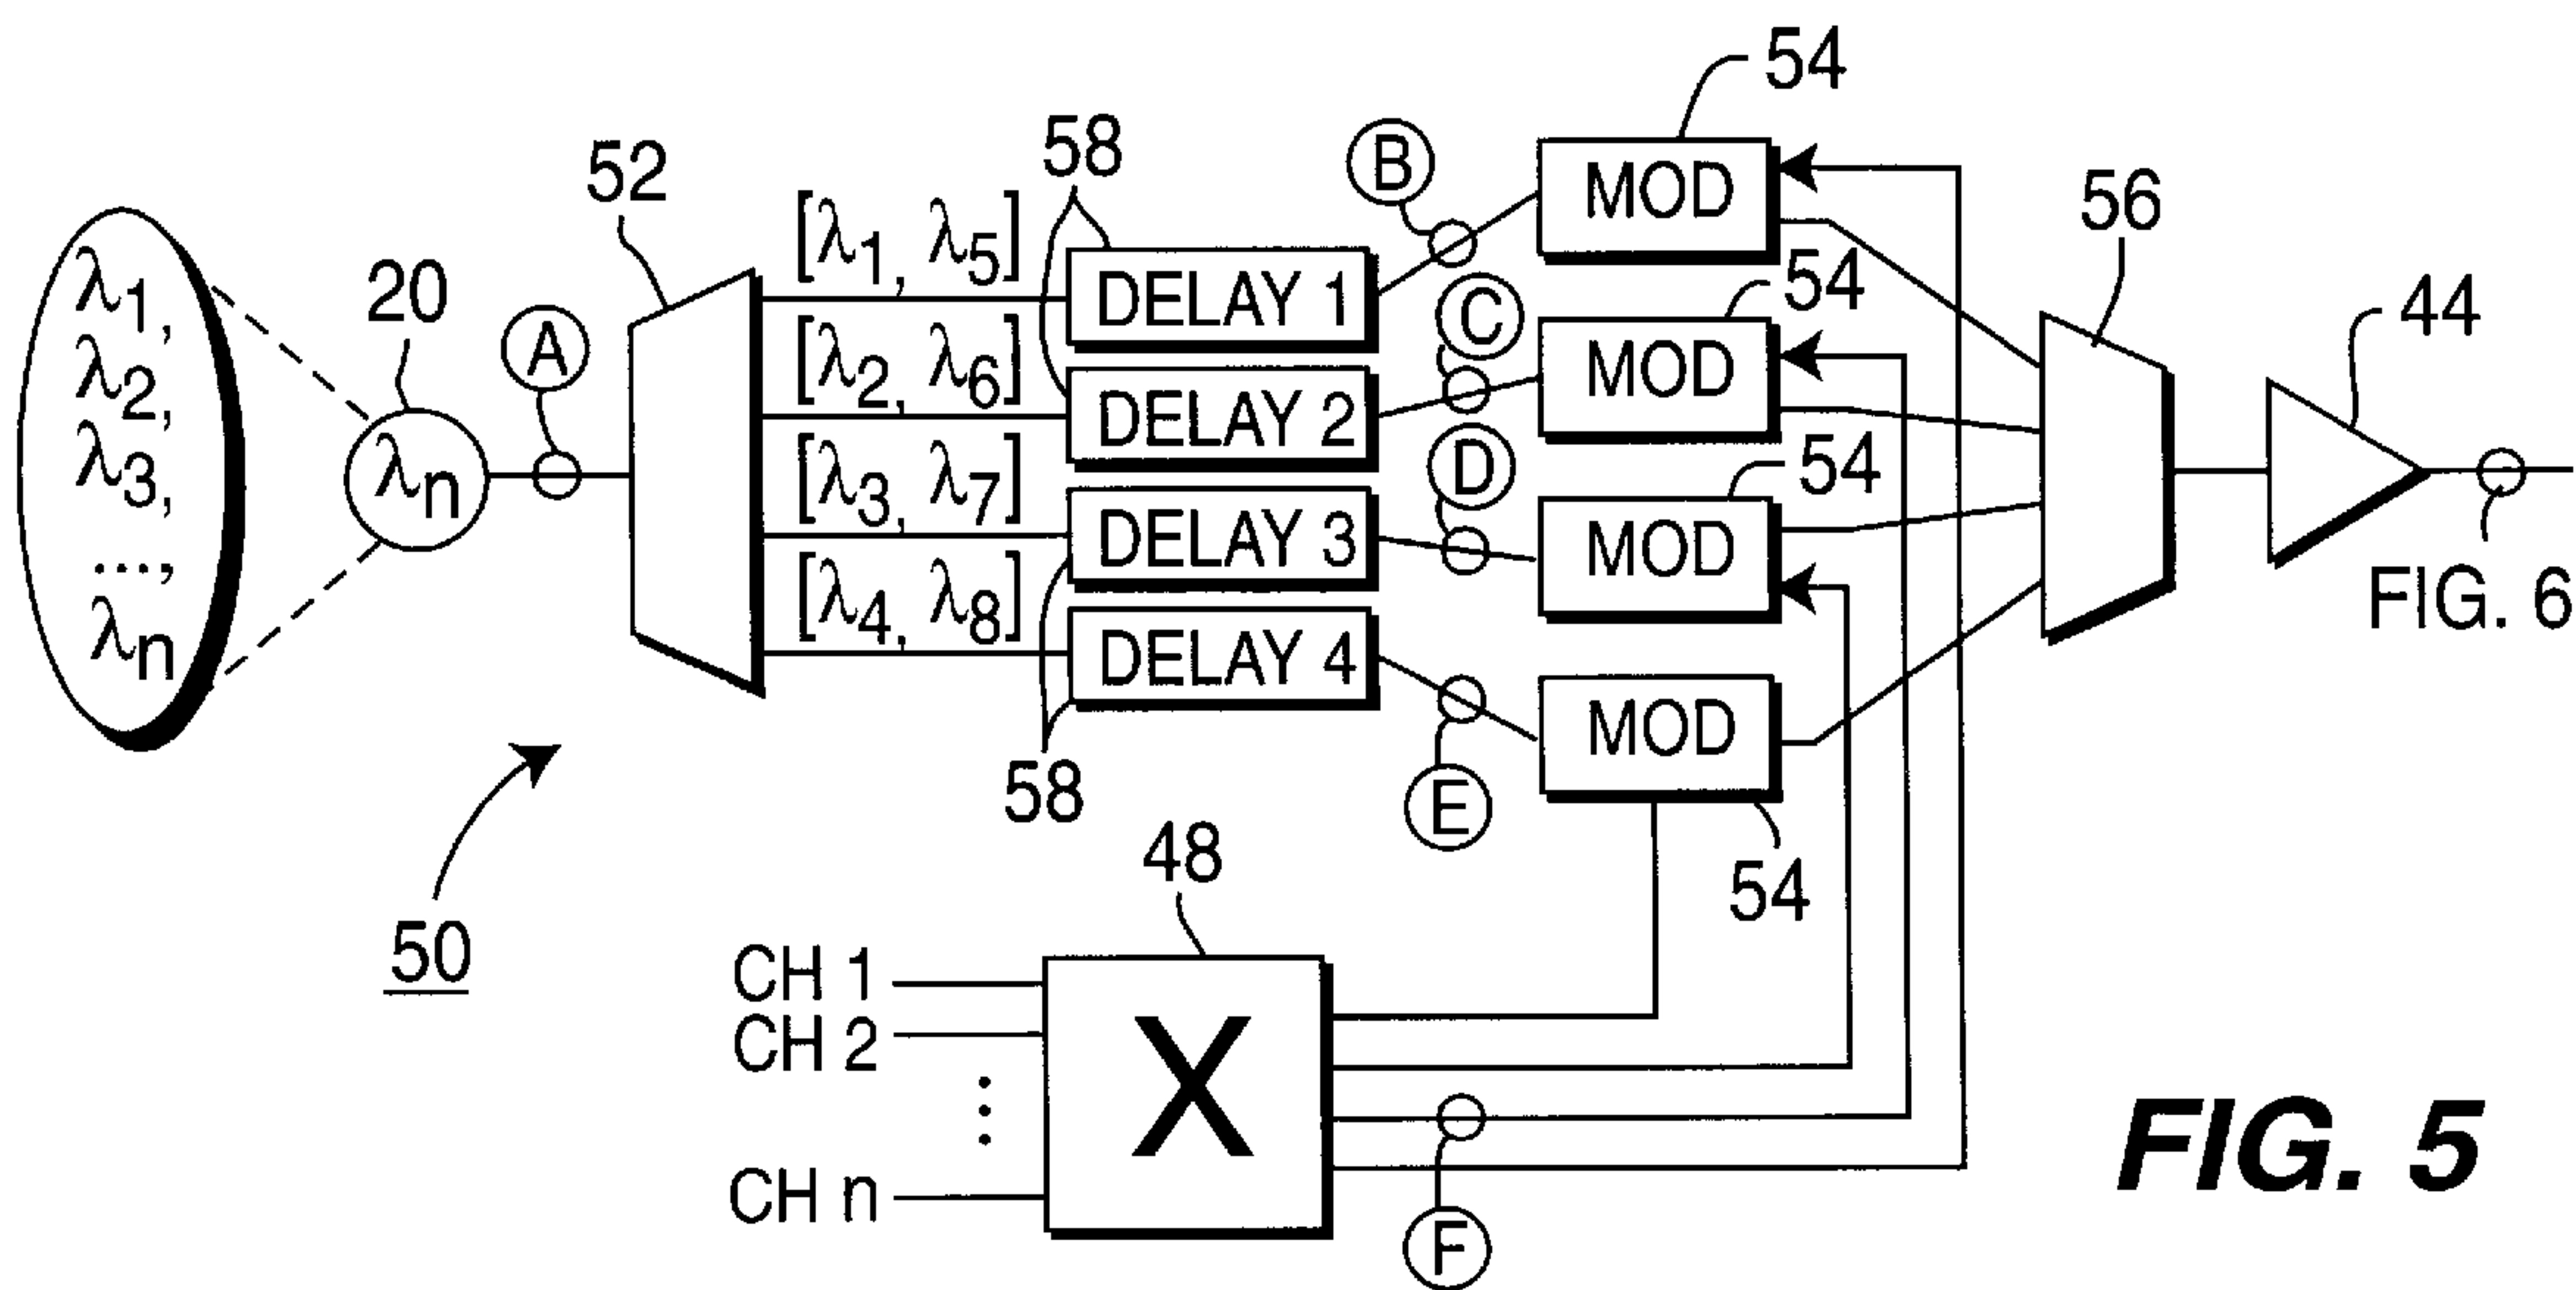 54
B
MOD
52
58
56
[λ1, λ5]
λ1,
λ2,
λ3,
...,
λn
20
λn
A
DELAY 1
C
54
MOD
44
[λ2, λ6]
DELAY 2
D
54
MOD
[λ3, λ7]
DELAY 3
FIG. 6
[λ4, λ8]
DELAY 4
MOD
58
E
54
50
48
CH 1
CH 2
⋮
CH n
X
F
FIG. 5